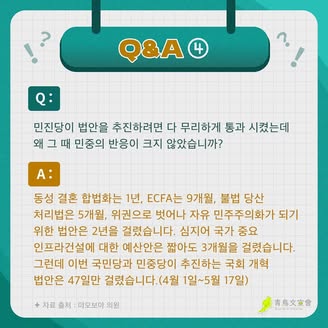 Q&A ④
Q:
민진당이 법안을 추진하려면 다 무리하게 통과 시켰는데
왜 그 때 민중의 반응이 크지 않았습니까?
A:
동성 결혼 합법화는 1년, ECFA는 9개월, 불법 당산
처리법은 5개월, 위권으로 벗어나 자유 민주주의화가 되기
위한 법안은 2년을 걸렸습니다. 심지어 국가 중요
인프라건설에 대한 예산안은 짧아도 3개월을 걸렸습니다.
그런데 이번 국민당과 민중당이 추진하는 국회 개혁
법안은 47일만 걸렸습니다.(4월 1일~5월 17일)
✦ 자료 출처 : 더모보마 의원
青鳥文宣會